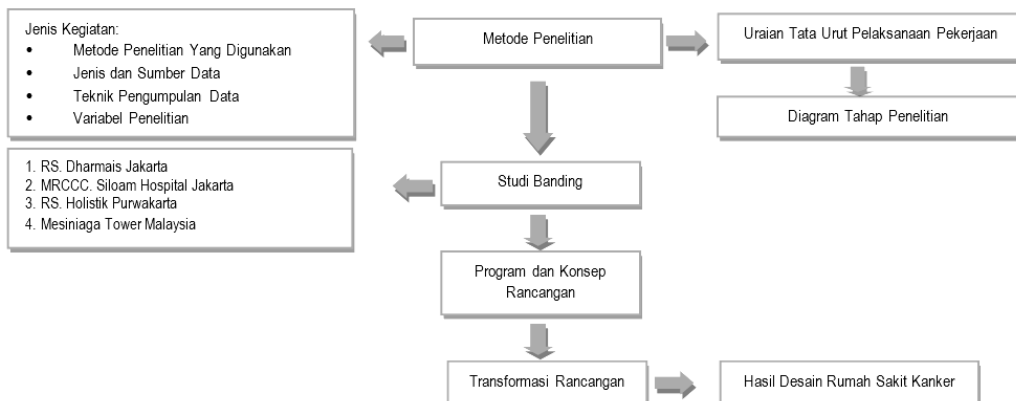 Jenis Kegiatan:
• Metode Penelitian Yang Digunakan
• Jenis dan Sumber Data
• Teknik Pengumpulan Data
• Variabel Penelitian
Metode Penelitian
Uraian Tata Urut Pelaksanaan Pekerjaan
Diagram Tahap Penelitian
1. RS. Dharmais Jakarta
2. MRCCC. Siloam Hospital Jakarta
3. RS. Holistik Purwakarta
4. Mesiniaga Tower Malaysia
Studi Banding
Program dan Konsep
Rancangan
Transformasi Rancangan
Hasil Desain Rumah Sakit Kanker